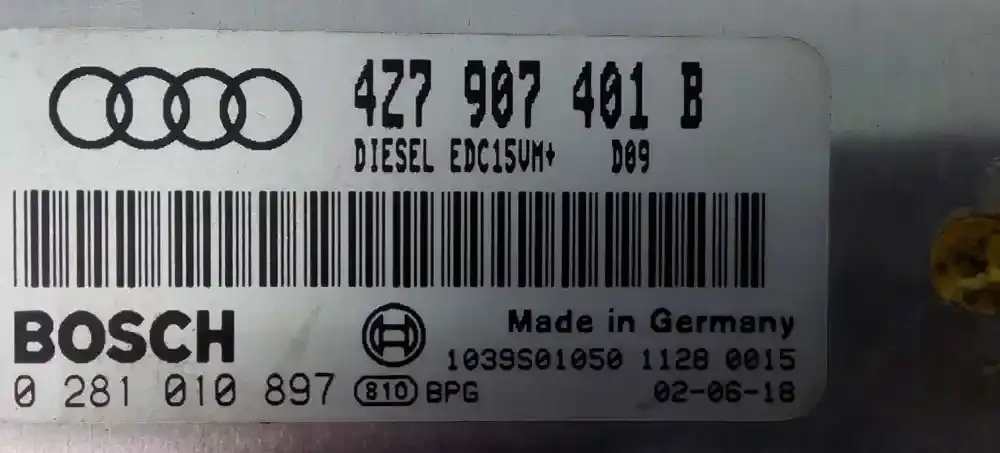 4Z7 907 401 B
DIESEL EDC15VM+ D09
BOSCH
Made in Germany
1039S01050 1128 0015
0 281 010 897 810 BPG 02-06-18